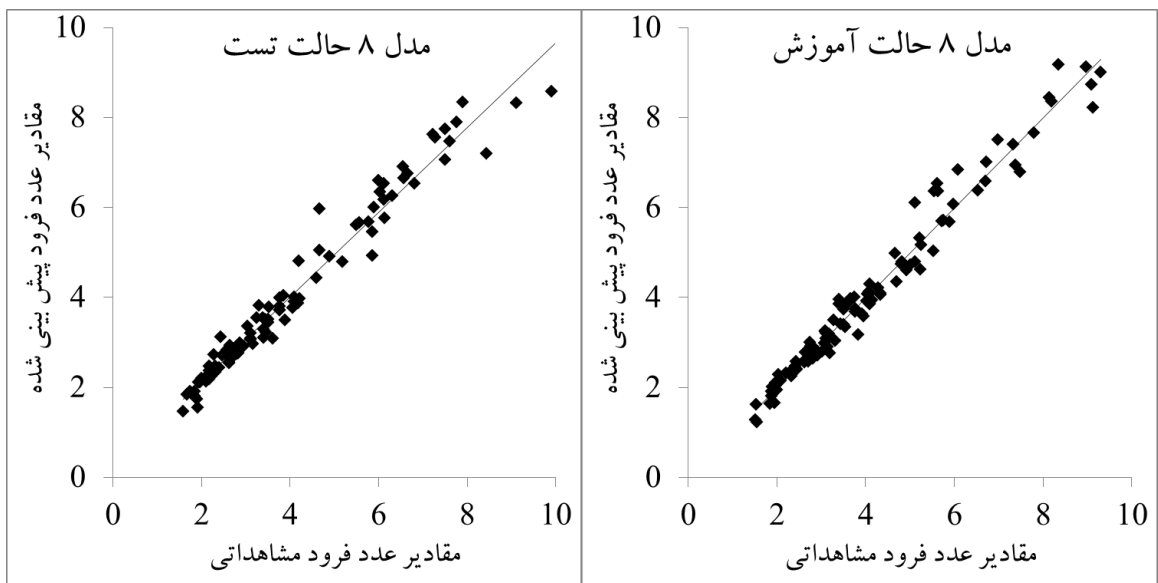 مدل ۸ حالت تست
مقادیر عدد فرود پیش بینی شده
10
8
6
4
2
0
0 2 4 6 8 10
مقادیر عدد فرود مشاهداتی
مدل ۸ حالت آموزش
مقادیر عدد فرود پیش بینی شده
10
8
6
4
2
0
0 2 4 6 8 10
مقادیر عدد فرود مشاهداتی